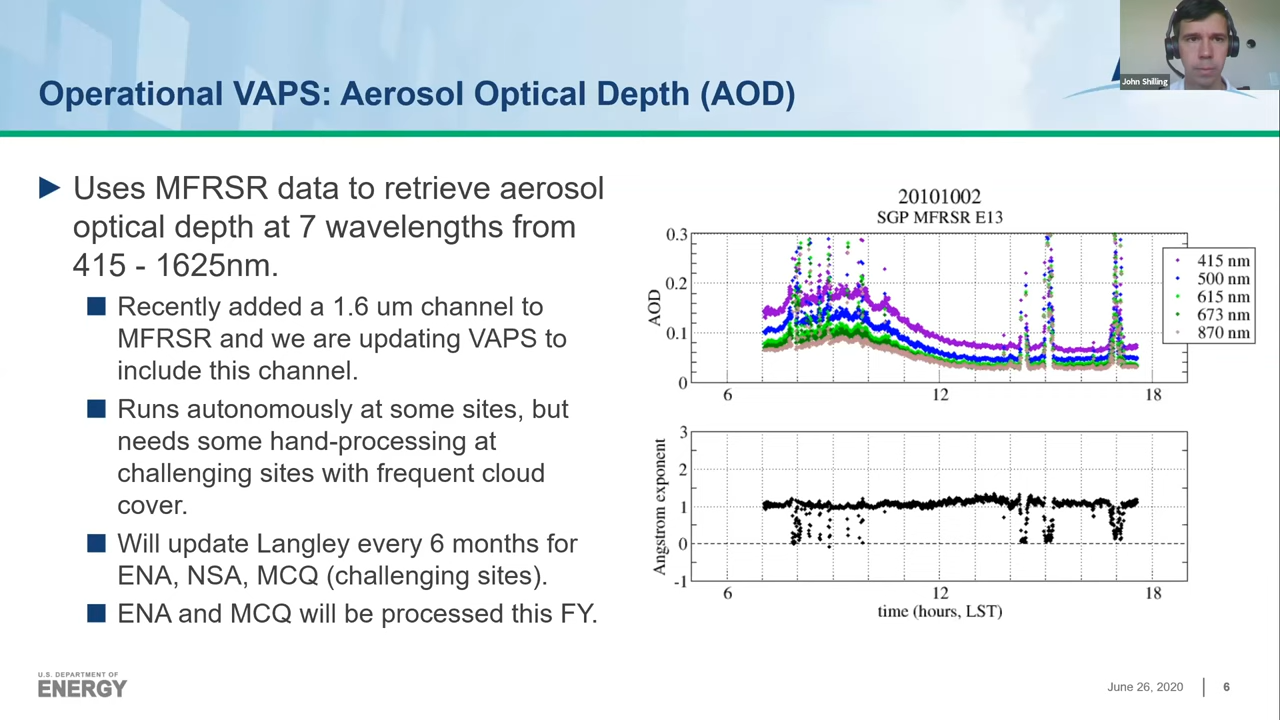 John Shilling
Operational VAPS: Aerosol Optical Depth (AOD)
Uses MFRSR data to retrieve aerosol
optical depth at 7 wavelengths from
415 - 1625nm.
Recently added a 1.6 um channel to
MFRSR and we are updating VAPS to
include this channel.
Runs autonomously at some sites, but
needs some hand-processing at
challenging sites with frequent cloud
cover.
Will update Langley every 6 months for
ENA, NSA, MCQ (challenging sites).
ENA and MCQ will be processed this FY.
20101002
SGP MFRSR E13
0.3
0.2
0.1
0
AOD
6 12 18
415 nm
500 nm
615 nm
673 nm
870 nm
3
2
1
0
-1
Angstrom exponent
6 12 18
time (hours, LST)
U.S. DEPARTMENT OF
ENERGY
June 26, 2020 6